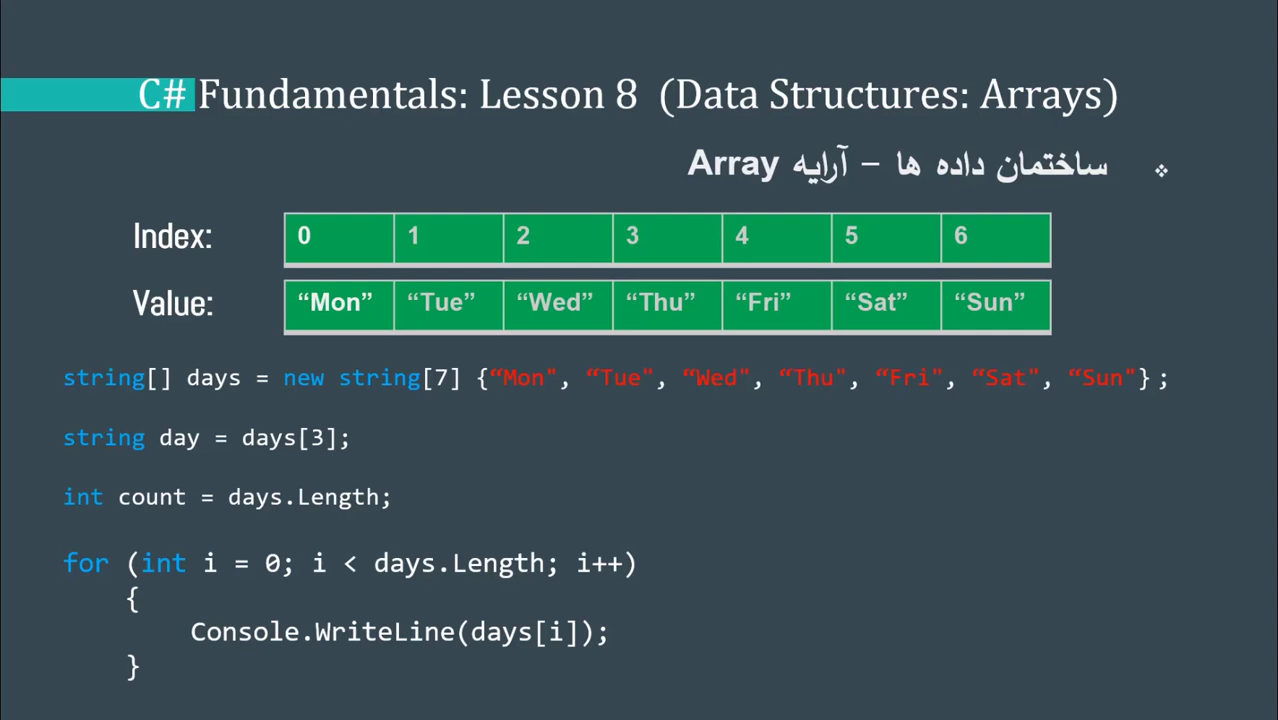 C# Fundamentals: Lesson 8 (Data Structures: Arrays)
❖ ساختمان داده ها – آرایه Array
Index: 0 1 2 3 4 5 6
Value: “Mon” “Tue” “Wed” “Thu” “Fri” “Sat” “Sun”
string[] days = new string[7] {“Mon", “Tue", “Wed", “Thu", “Fri", “Sat", “Sun"} ;
string day = days[3];
int count = days.Length;
for (int i = 0; i < days.Length; i++)
{
Console.WriteLine(days[i]);
}